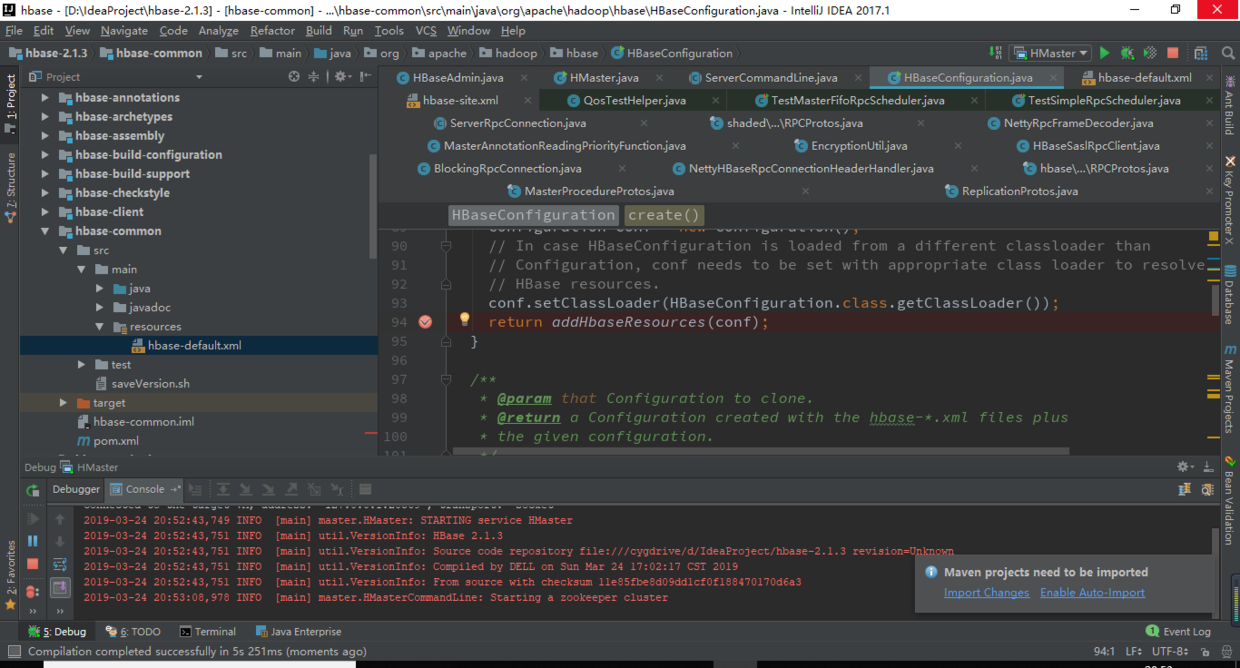 hbase - [D:\IdeaProject\hbase-2.1.3] - [hbase-common] - ...\hbase-common\src\main\java\org\apache\hadoop\hbase\HBaseConfiguration.java - IntelliJ IDEA 2017.1
File Edit View Navigate Code Analyze Refactor Build Run Tools VCS Window Help
hbase-2.1.3 hbase-common src main java org apache hadoop hbase HBaseConfiguration HMaster
Project
HBaseAdmin.java HMaster.java ServerCommandLine.java HBaseConfiguration.java hbase-default.xml
hbase-site.xml QosTestHelper.java TestMasterFifoRpcScheduler.java TestSimpleRpcScheduler.java
ServerRpcConnection.java shaded\...\RPCProtos.java NettyRpcFrameDecoder.java
MasterAnnotationReadingPriorityFunction.java EncryptionUtil.java HBaseSaslRpcClient.java
BlockingRpcConnection.java NettyHBaseRpcConnectionHeaderHandler.java hbase\...\RPCProtos.java
MasterProcedureProtos.java ReplicationProtos.java
1: Project
Z: Structure
2: Favorites
hbase-annotations
hbase-archetypes
hbase-assembly
hbase-build-configuration
hbase-build-support
hbase-checkstyle
hbase-client
hbase-common
src
main
java
javadoc
resources
hbase-default.xml
test
saveVersion.sh
target
hbase-common.iml
pom.xml
HBaseConfiguration create()
90 // In case HBaseConfiguration is loaded from a different classloader than
91 // Configuration, conf needs to be set with appropriate class loader to resolve
92 // HBase resources.
93 conf.setClassLoader(HBaseConfiguration.class.getClassLoader());
94 return addHbaseResources(conf);
95 }
96
97 /**
98 * @param that Configuration to clone.
99 * @return a Configuration created with the hbase-*.xml files plus
100 * the given configuration.
101 */
Ant Build
Key Promoter X
Database
Maven Projects
Bean Validation
Debug HMaster
Debugger Console
2019-03-24 20:52:43,749 INFO [main] master.HMaster: STARTING service HMaster
2019-03-24 20:52:43,751 INFO [main] util.VersionInfo: HBase 2.1.3
2019-03-24 20:52:43,751 INFO [main] util.VersionInfo: Source code repository file:///cygdrive/d/IdeaProject/hbase-2.1.3 revision=Unknown
2019-03-24 20:52:43,751 INFO [main] util.VersionInfo: Compiled by DELL on Sun Mar 24 17:02:17 CST 2019
2019-03-24 20:52:43,751 INFO [main] util.VersionInfo: From source with checksum 11e85fbe8d09dd1cf0f188470170d6a3
2019-03-24 20:53:08,978 INFO [main] master.HMasterCommandLine: Starting a zookeeper cluster
Maven projects need to be imported
Import Changes Enable Auto-Import
5: Debug 6: TODO Terminal Java Enterprise 1 Event Log
Compilation completed successfully in 5s 251ms (moments ago) 94:1 LF UTF-8